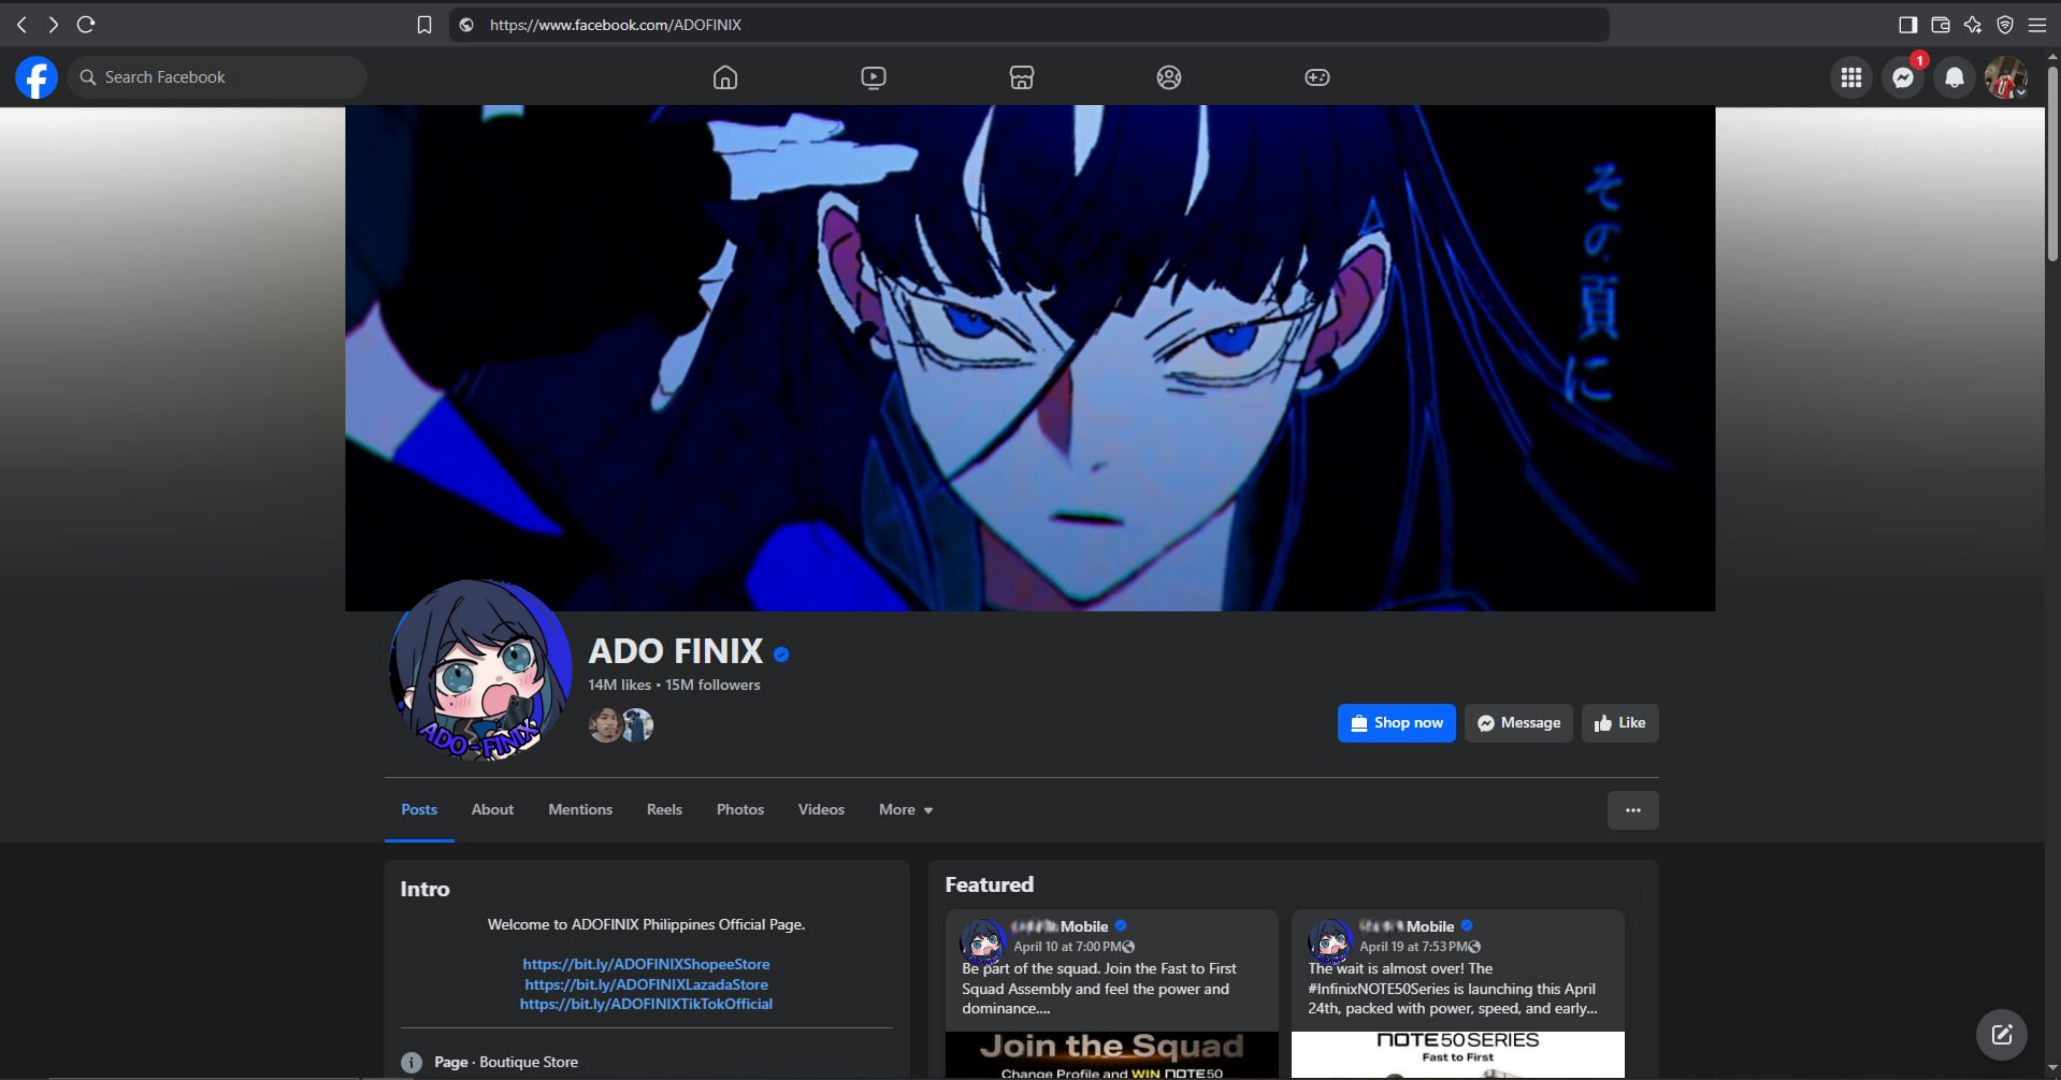 https://www.facebook.com/ADOFINIX
Search Facebook
1
その頃に
ADO - FINIX
ADO FINIX
14M likes • 15M followers
Shop now
Message
Like
Posts
About
Mentions
Reels
Photos
Videos
More
Intro
Welcome to ADOFINIX Philippines Official Page.
https://bit.ly/ADOFINIXShopeeStore
https://bit.ly/ADOFINIXLazadaStore
https://bit.ly/ADOFINIXTikTokOfficial
Page · Boutique Store
Featured
Mobile
April 10 at 7:00 PM
Be part of the squad. Join the Fast to First
Squad Assembly and feel the power and
dominance....
Join the Squad
Change Profile and WIN NOTE50
Mobile
April 19 at 7:53 PM
The wait is almost over! The
#InfinixNOTE50Series is launching this April
24th, packed with power, speed, and early...
NOTE50SERIES
Fast to First